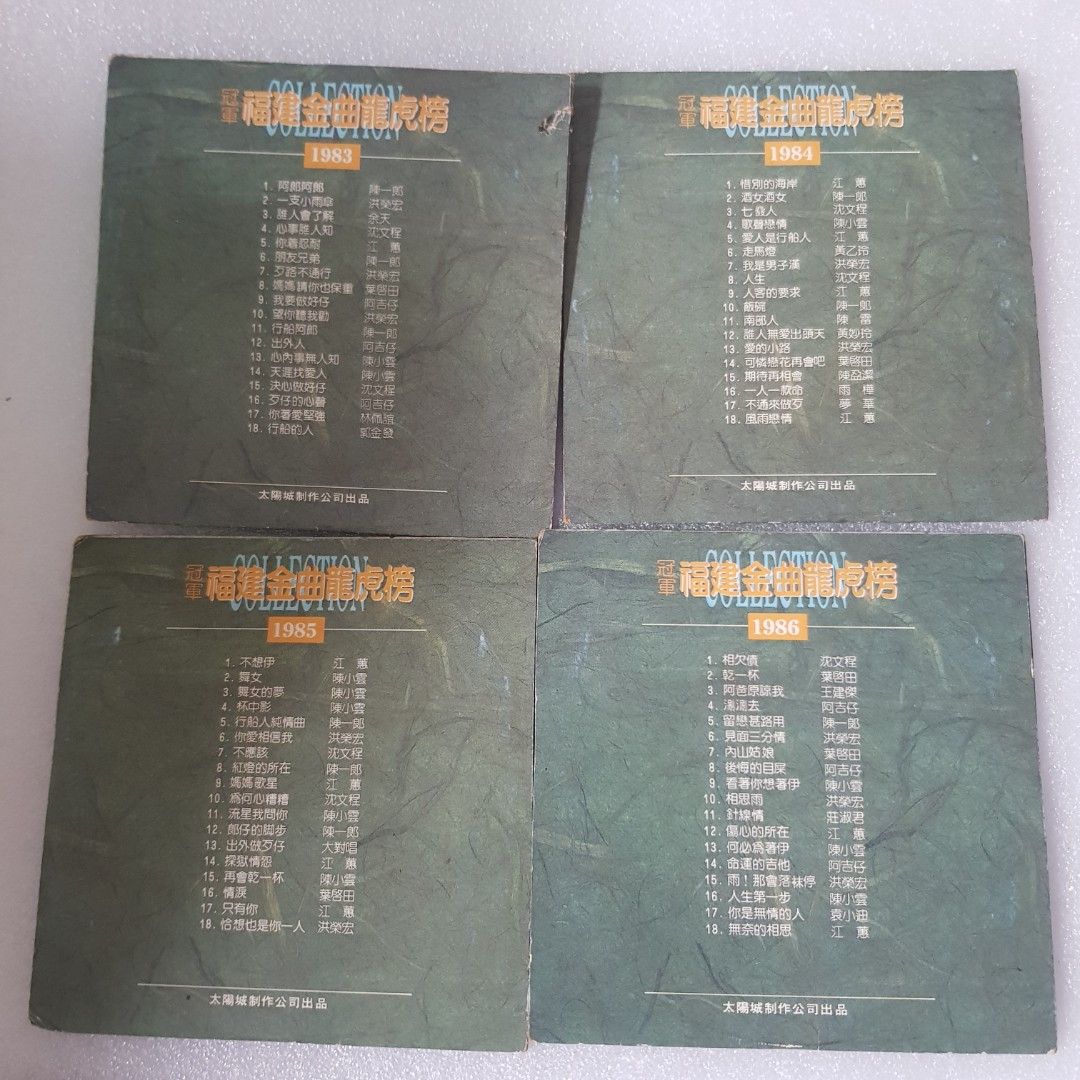 COLLECTION
冠軍 福建金曲龍虎榜
1983
1. 阿郎阿郎 陳一郎
2. 一支小雨傘 洪榮宏
3. 誰人會了解 余天
4. 心事誰人知 沈文程
5. 你着忍耐 江蕙
6. 朋友兄弟 陳一郎
7. 歹路不通行 洪榮宏
8. 媽媽請你也保重 葉啓田
9. 我要做好仔 阿吉仔
10. 望你聽我勸 洪榮宏
11. 行船阿郎 陳一郎
12. 出外人 阿吉仔
13. 心內事無人知 陳小雲
14. 天涯找愛人 陳小雲
15. 決心做好仔 沈文程
16. 歹仔的心聲 阿吉仔
17. 你著愛堅強 林佩誼
18. 行船的人 郭金發
太陽城制作公司出品
COLLECTION
冠軍 福建金曲龍虎榜
1984
1. 惜別的海岸 江蕙
2. 酒女酒女 陳一郎
3. 七發人 沈文程
4. 歌聲戀情 陳小雲
5. 愛人是行船人 江蕙
6. 走馬燈 黃乙玲
7. 我是男子漢 洪榮宏
8. 人生 沈文程
9. 人客的要求 江蕙
10. 飯碗 陳一郎
11. 南部人 陳雷
12. 誰人無愛出頭天 黃妙玲
13. 愛的小路 洪榮宏
14. 可憐戀花再會吧 葉啓田
15. 期待再相會 陳盈潔
16. 一人一款命 雨樺
17. 不通來做歹 夢華
18. 風雨戀情 江蕙
太陽城制作公司出品
COLLECTION
冠軍 福建金曲龍虎榜
1985
1. 不想伊 江蕙
2. 舞女 陳小雲
3. 舞女的夢 陳小雲
4. 杯中影 陳小雲
5. 行船人純情曲 陳一郎
6. 你愛相信我 洪榮宏
7. 不應該 沈文程
8. 紅燈的所在 陳一郎
9. 媽媽歌星 江蕙
10. 爲何心糟糟 沈文程
11. 流星我問你 陳小雲
12. 郎仔的脚步 陳一郎
13. 出外做歹仔 大對唱
14. 探獄情怨 江蕙
15. 再會乾一杯 陳小雲
16. 情淚 葉啓田
17. 只有你 江蕙
18. 恰想也是你一人 洪榮宏
太陽城制作公司出品
COLLECTION
冠軍 福建金曲龍虎榜
1986
1. 相欠債 沈文程
2. 乾一杯 葉啓田
3. 阿爸原諒我 王建傑
4. 濎濎去 阿吉仔
5. 留戀甚路用 陳一郎
6. 見面三分情 洪榮宏
7. 內山姑娘 葉啓田
8. 後悔的目屎 阿吉仔
9. 看著你想著伊 陳小雲
10. 相思雨 洪榮宏
11. 針線情 莊淑君
12. 傷心的所在 江蕙
13. 何必爲著伊 陳小雲
14. 命運的吉他 阿吉仔
15. 雨！那會落袜停 洪榮宏
16. 人生第一步 陳小雲
17. 你是無情的人 袁小迪
18. 無奈的相思 江蕙
太陽城制作公司出品